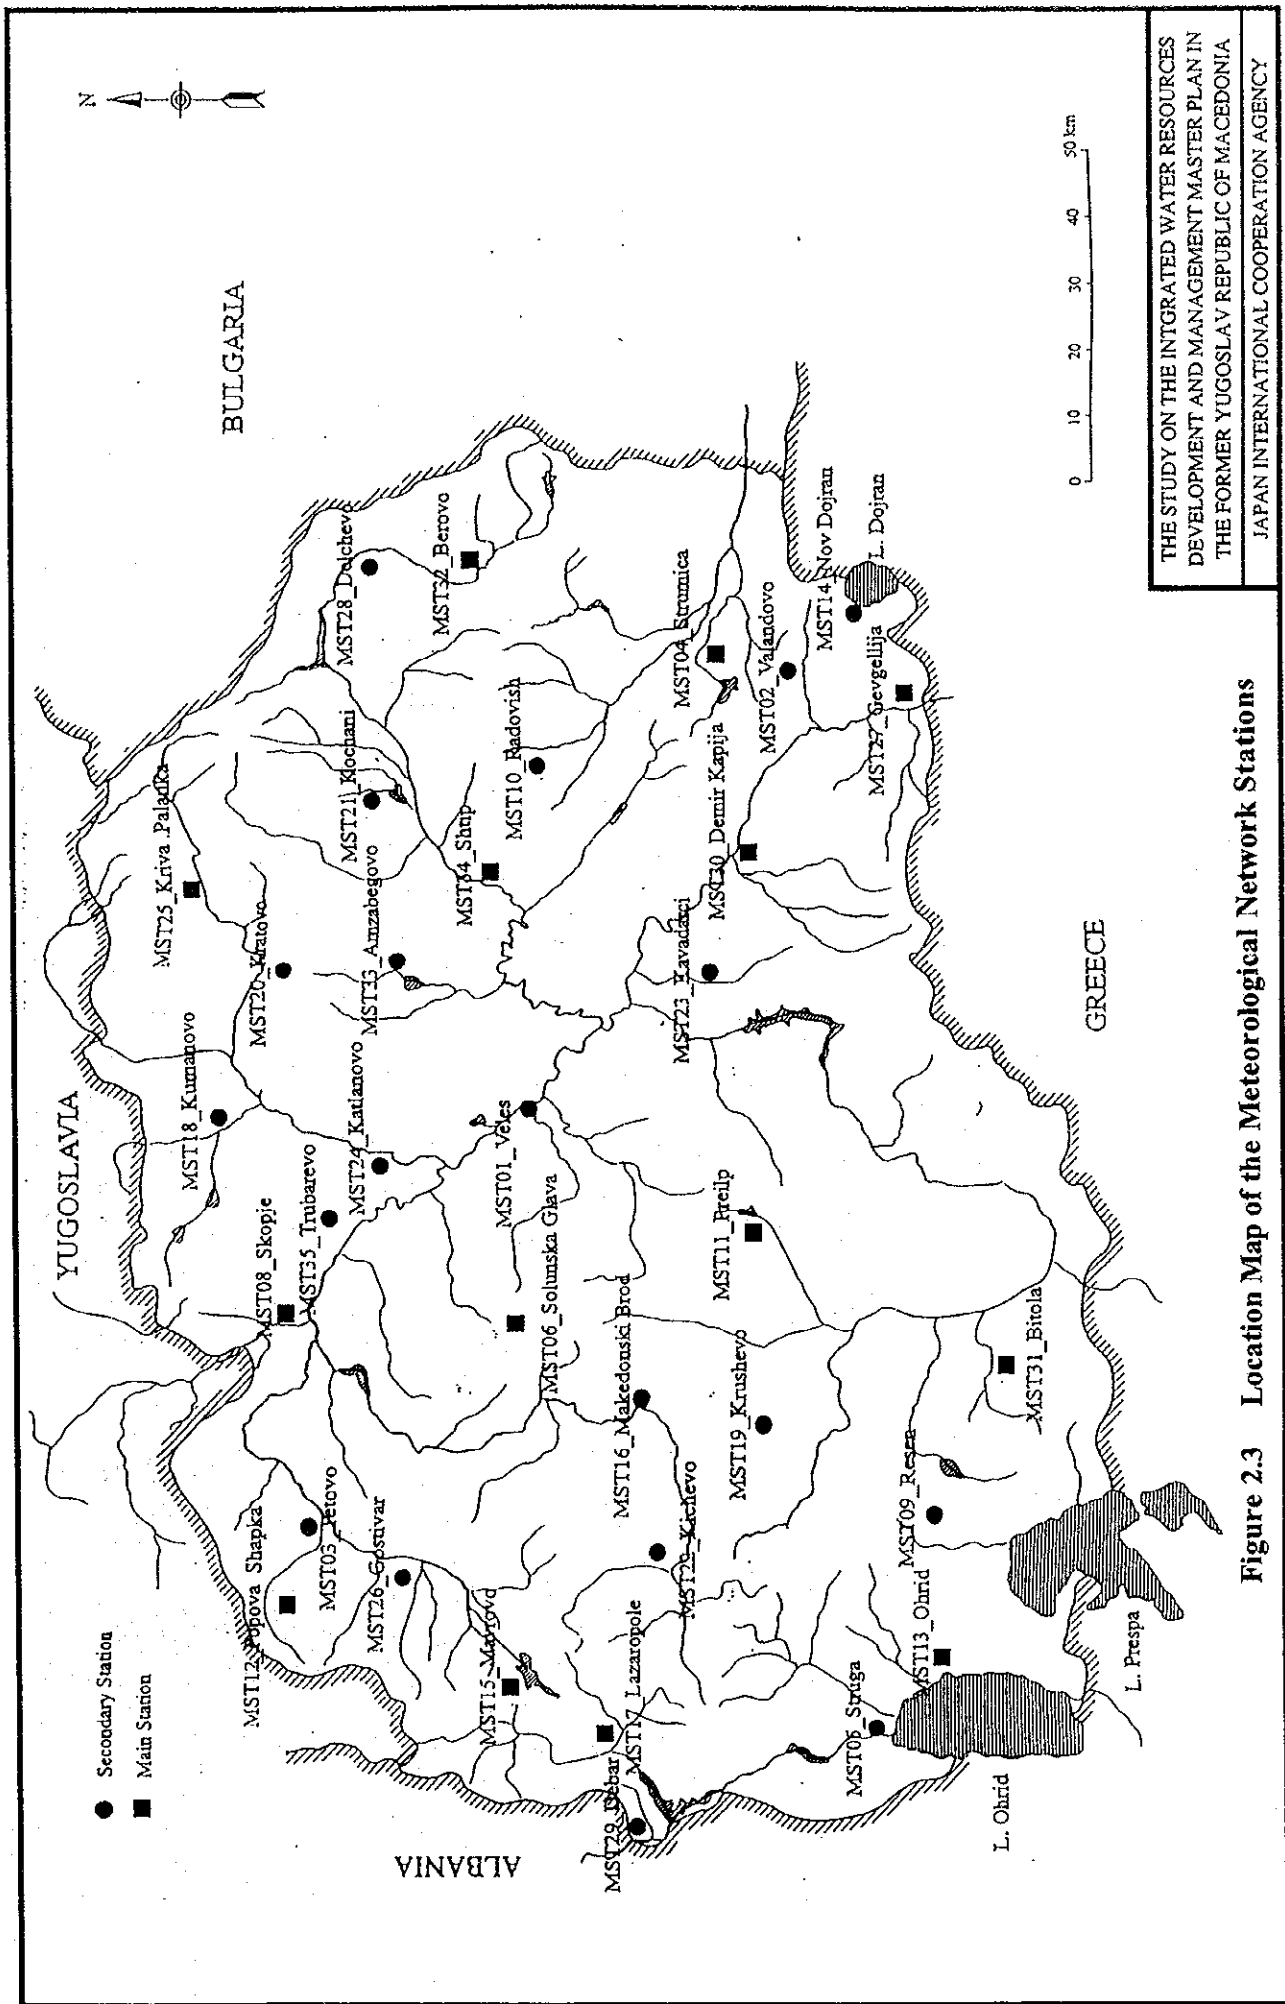 N
YUGOSLAVIA
BULGARIA
ALBANIA
GREECE
Secondary Station
Main Station
MST25_Kriva Palanka
MST18_Kumanovo
MST20_Kratovo
MST28_Delchevo
MST21_Kochani
MST33_Amzabegovo
MST32_Berovo
MST08_Skopje
MST35_Trubarevo
MST24_Katlanovo
MST12_Popova Shapka
MST03_Tetovo
MST26_Gostivar
MST34_Shtip
MST10_Radovish
MST01_Veles
MST06_Solunska Glava
MST15_Mavrovo
MST16_Makedonski Brod
MST17_Lazaropole
MST29_Debar
MST04_Strumica
MST02_Valandovo
MST30_Demir Kapija
MST23_Kavadarci
MST11_Preilp
MST19_Krushevo
MST14_Nov Dojran
L. Dojran
MST27_Gevgellija
MST09_Resen
MST31_Bitola
MST13_Ohrid
L. Ohrid
L. Prespa
0 10 20 30 40 50 km
Figure 2.3 Location Map of the Meteorological Network Stations
THE STUDY ON THE INTGRATED WATER RESOURCES
DEVELOPMENT AND MANAGEMENT MASTER PLAN IN
THE FORMER YUGOSLAV REPUBLIC OF MACEDONIA
JAPAN INTERNATIONAL COOPERATION AGENCY